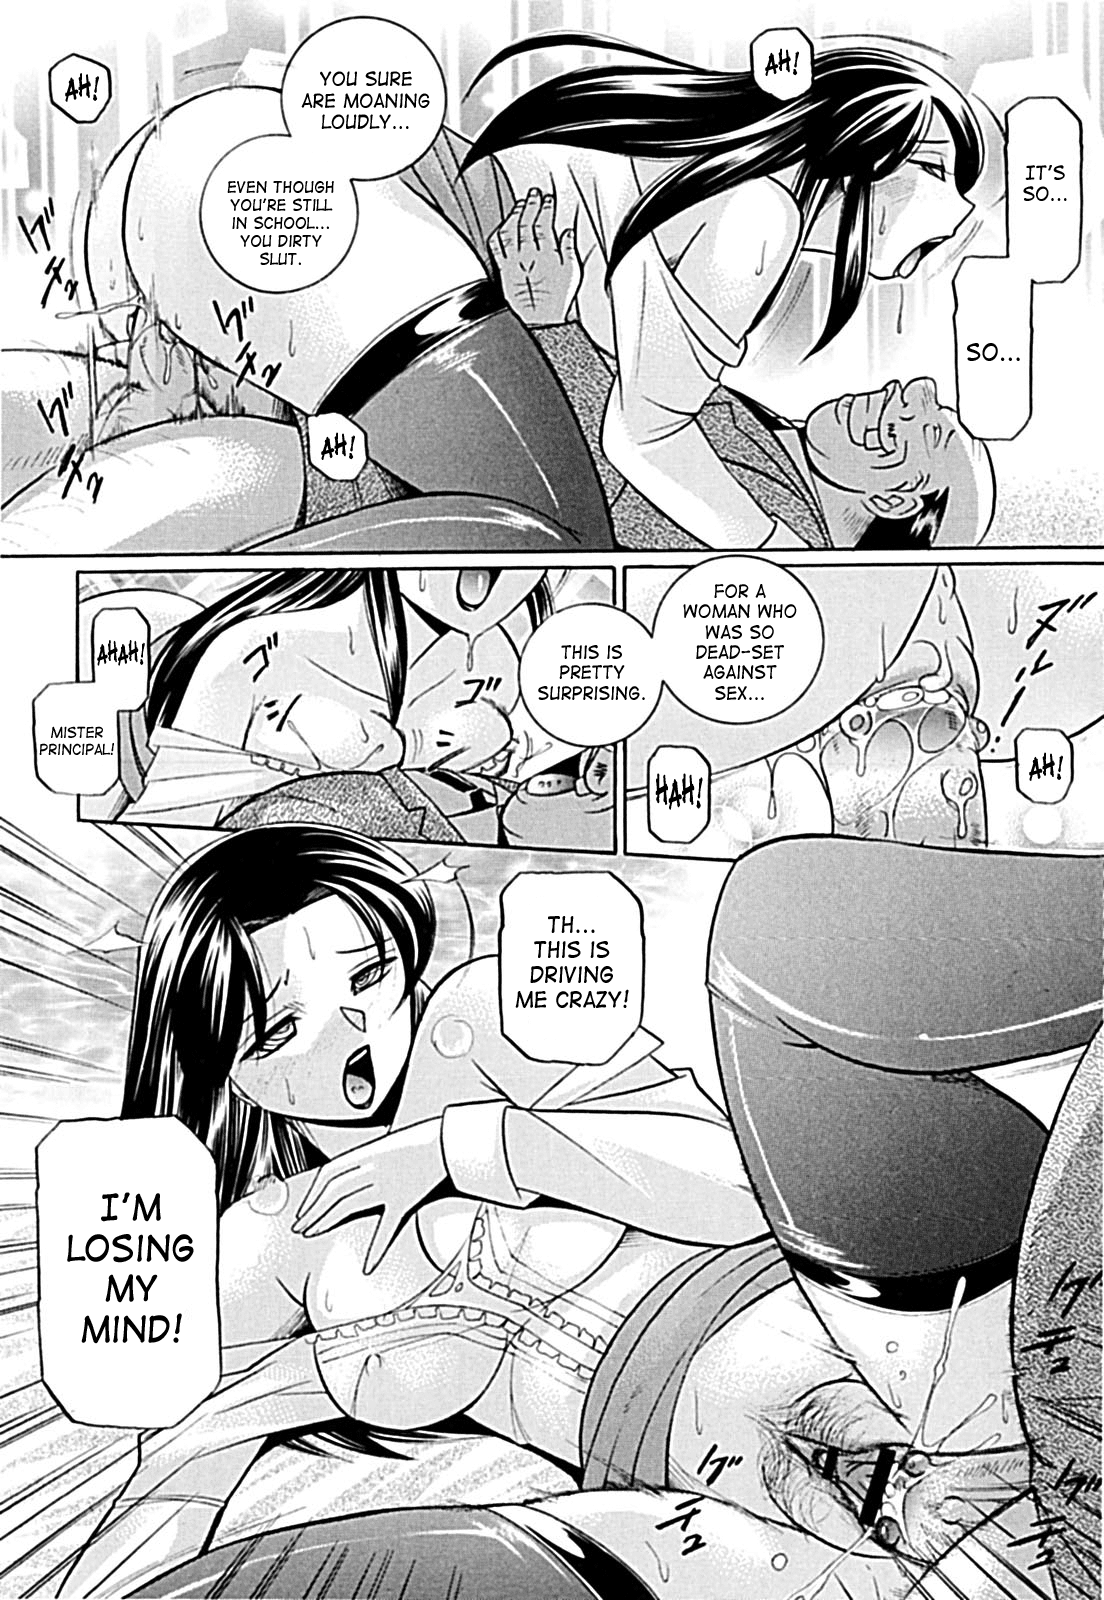 AH!
YOU SURE
ARE MOANING
LOUDLY...
EVEN THOUGH
YOU'RE STILL
IN SCHOOL...
YOU DIRTY
SLUT.
AH!
IT'S
SO...
SO...
AH!
FOR A
WOMAN WHO
WAS SO
DEAD-SET
AGAINST
SEX...
THIS IS
PRETTY
SURPRISING.
AHAH!
MISTER
PRINCIPAL!
HAH!
AH!
TH...
THIS IS
DRIVING
ME CRAZY!
I'M
LOSING
MY
MIND!